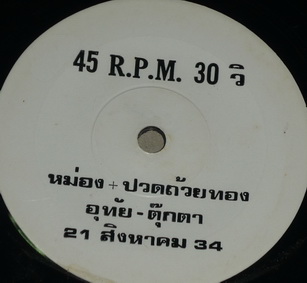 45 R.P.M. 30 วิ
หม่อง + ปวดถ้วยทอง
อุทัย - ตุ๊กตา
21 สิงหาคม 34